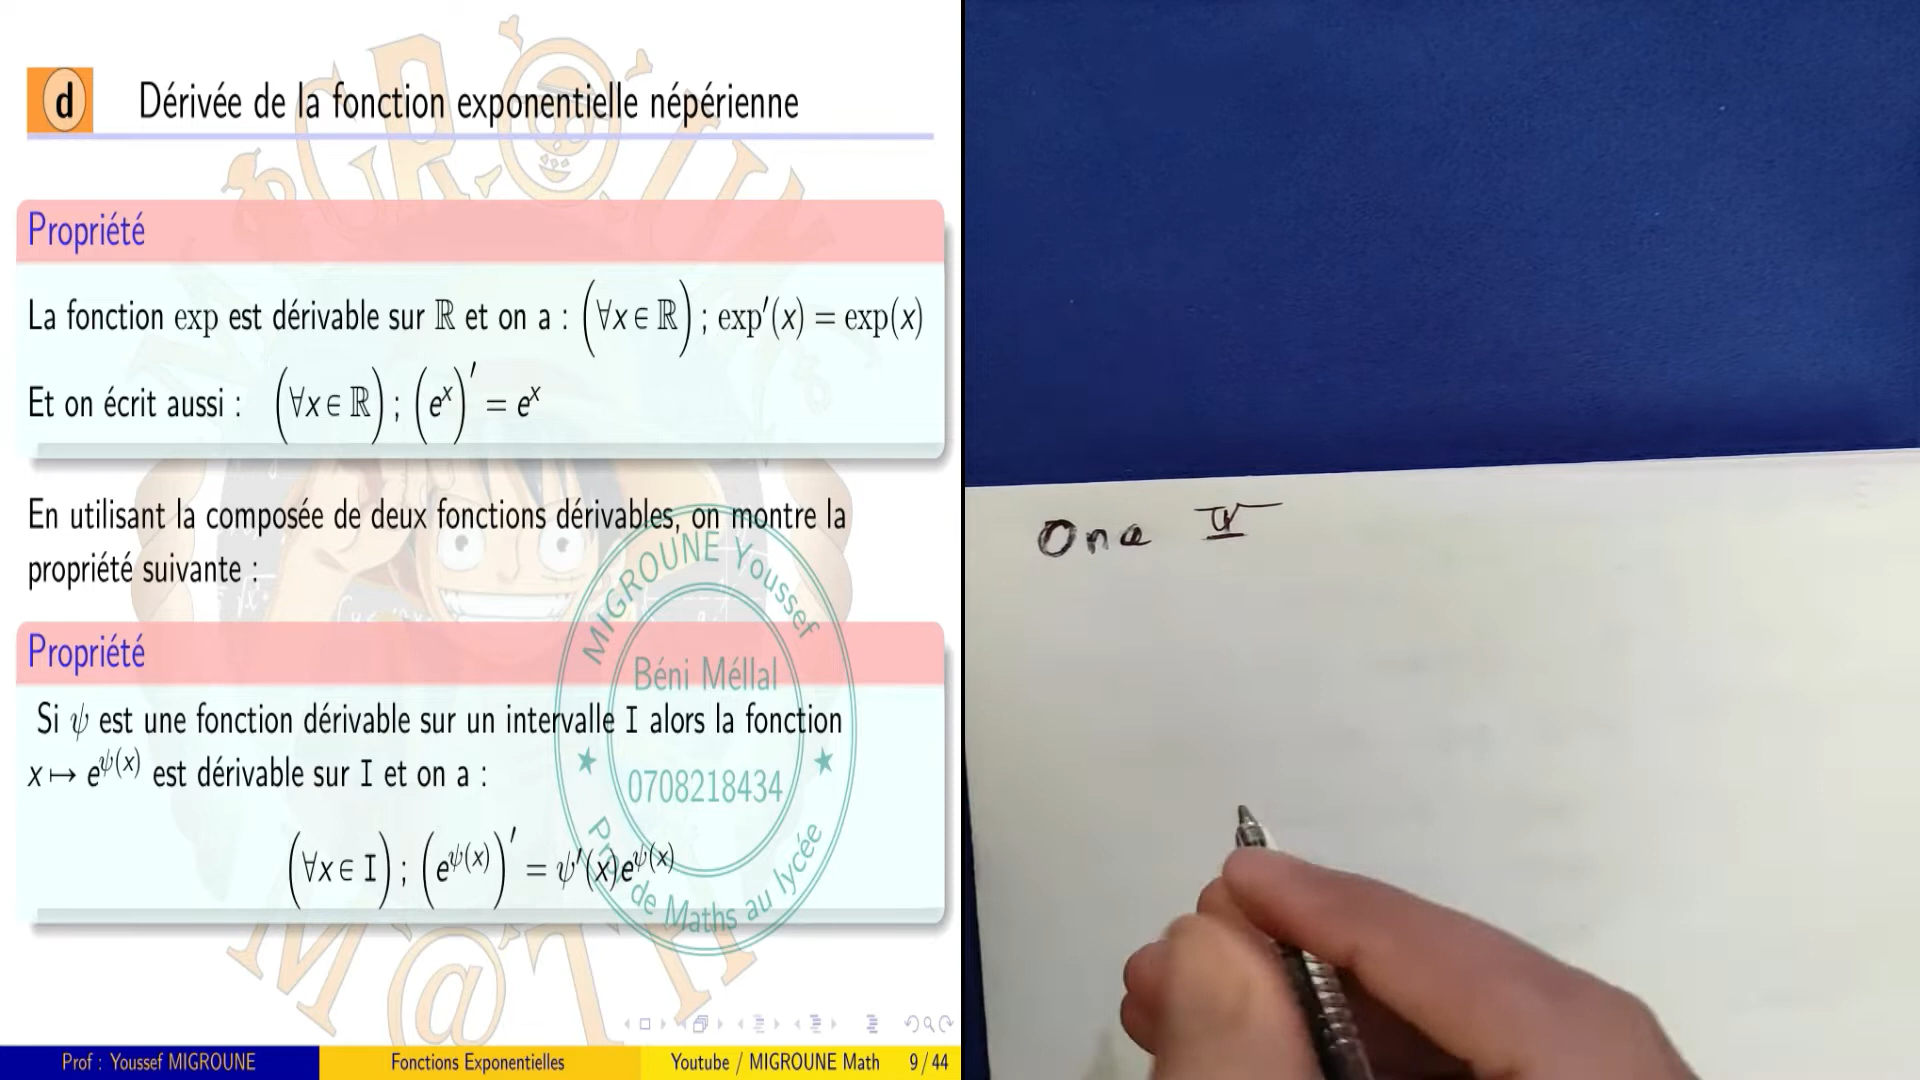 d Dérivée de la fonction exponentielle népérienne
Propriété
La fonction exp est dérivable sur ℝ et on a : (∀x ∈ ℝ) ; exp′(x) = exp(x)
Et on écrit aussi : (∀x ∈ ℝ) ; (eˣ)′ = eˣ
En utilisant la composée de deux fonctions dérivables, on montre la
propriété suivante :
Propriété
Si ψ est une fonction dérivable sur un intervalle I alors la fonction
x ↦ e^ψ(x) est dérivable sur I et on a :
(∀x ∈ I) ; (e^ψ(x))′ = ψ′(x)e^ψ(x)
MIGROUNE Youssef
Béni Méllal
0708218434
Prof de Maths au lycée
M@TH
Prof : Youssef MIGROUNE Fonctions Exponentielles Youtube / MIGROUNE Math 9 / 44
On a